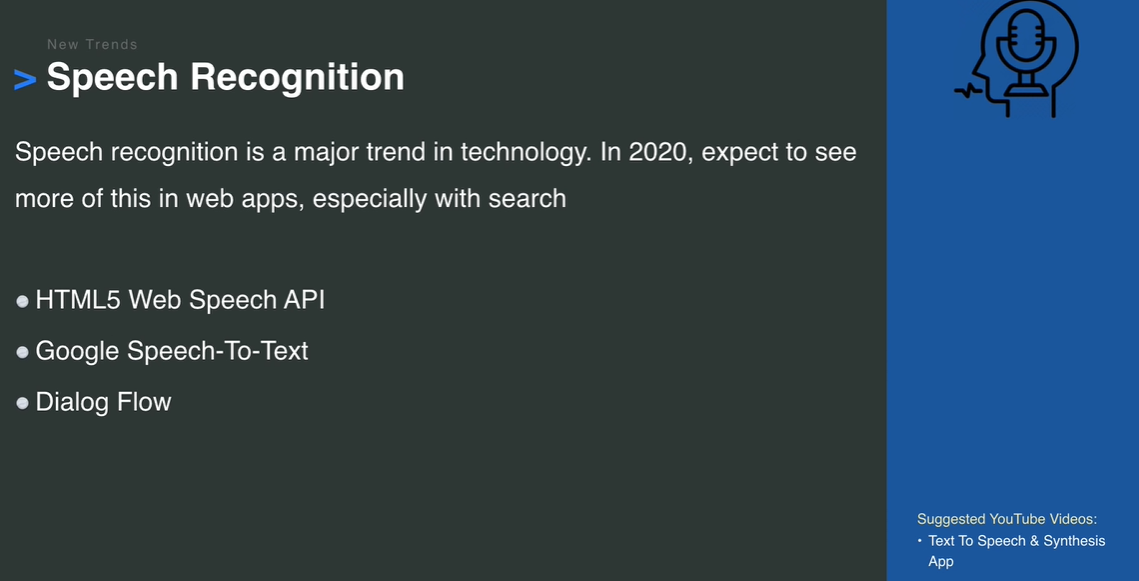 New Trends
> Speech Recognition
Speech recognition is a major trend in technology. In 2020, expect to see
more of this in web apps, especially with search
• HTML5 Web Speech API
• Google Speech-To-Text
• Dialog Flow
Suggested YouTube Videos:
• Text To Speech & Synthesis
App